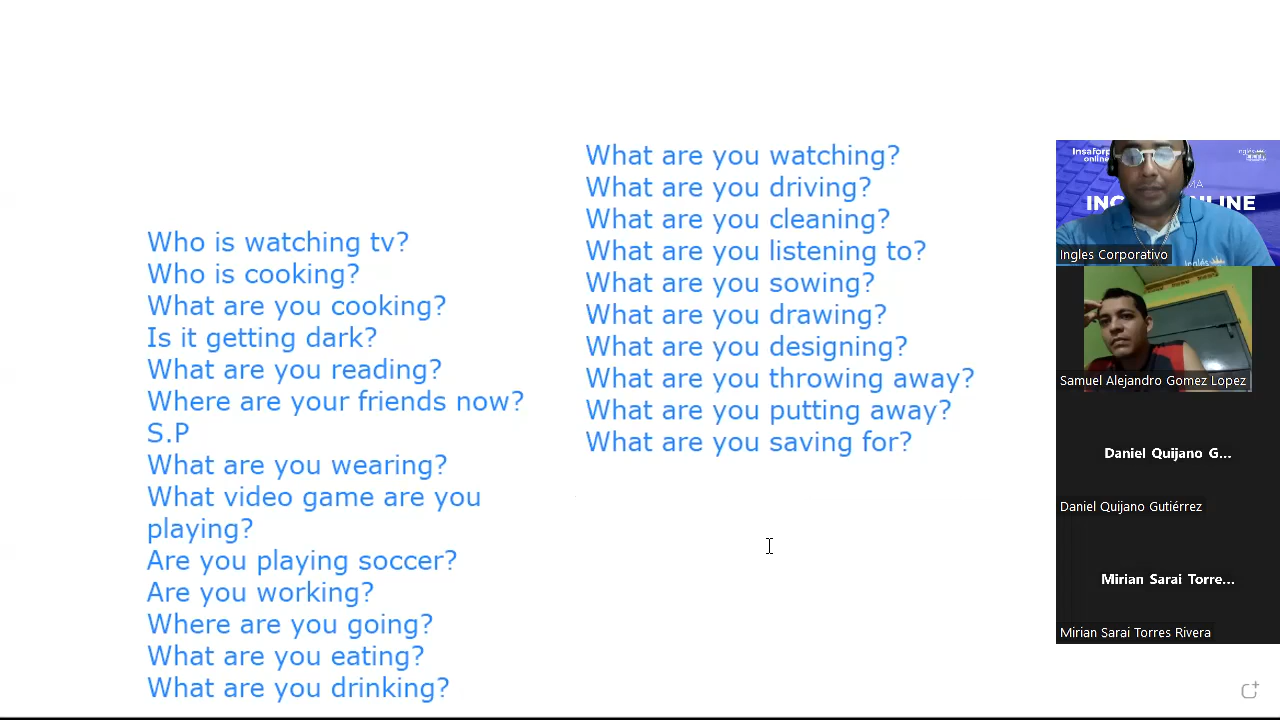 Who is watching tv?
Who is cooking?
What are you cooking?
Is it getting dark?
What are you reading?
Where are your friends now?
S.P
What are you wearing?
What video game are you
playing?
Are you playing soccer?
Are you working?
Where are you going?
What are you eating?
What are you drinking?
What are you watching?
What are you driving?
What are you cleaning?
What are you listening to?
What are you sowing?
What are you drawing?
What are you designing?
What are you throwing away?
What are you putting away?
What are you saving for?
Insaforp
online
Ingles Corporativo
Samuel Alejandro Gomez Lopez
Daniel Quijano G...
Daniel Quijano Gutiérrez
Mirian Sarai Torre...
Mirian Sarai Torres Rivera